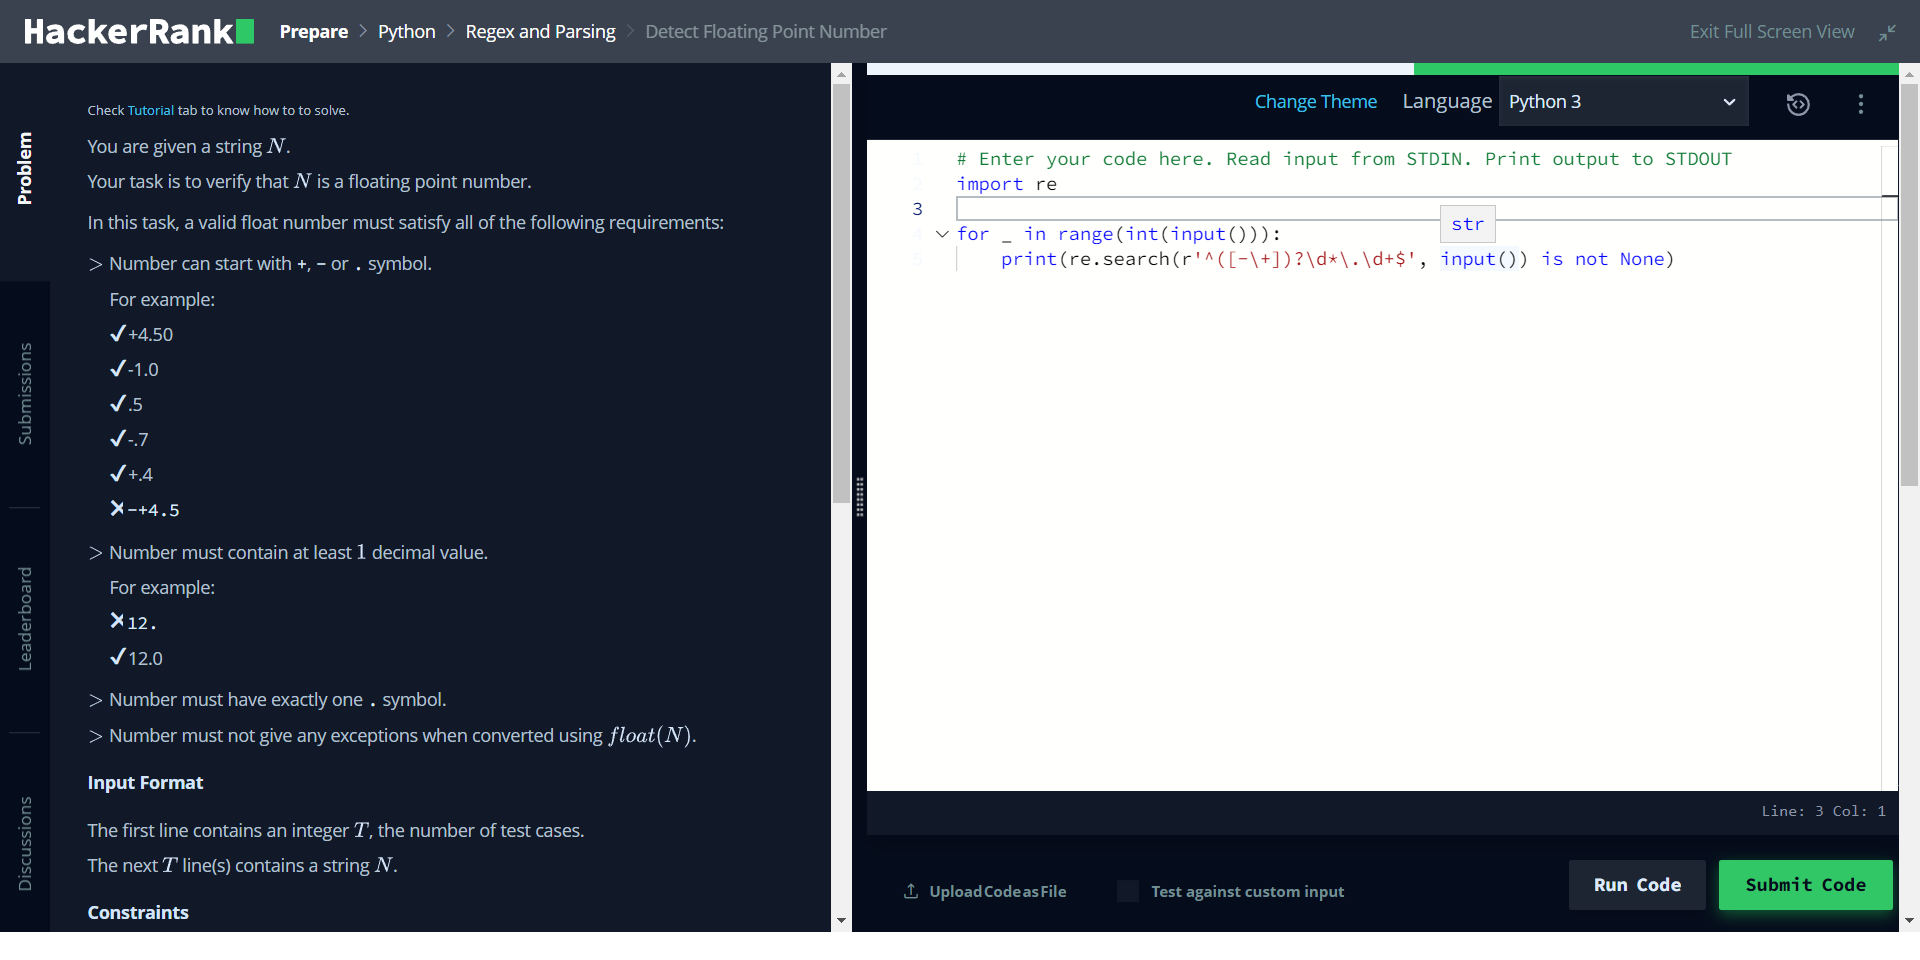 HackerRank Prepare > Python > Regex and Parsing > Detect Floating Point Number Exit Full Screen View
Problem
Submissions
Leaderboard
Discussions
Check Tutorial tab to know how to to solve.
You are given a string N.
Your task is to verify that N is a floating point number.
In this task, a valid float number must satisfy all of the following requirements:
> Number can start with +, - or . symbol.
For example:
✔+4.50
✔-1.0
✔.5
✔-.7
✔+.4
✖-+4.5
> Number must contain at least 1 decimal value.
For example:
✖12.
✔12.0
> Number must have exactly one . symbol.
> Number must not give any exceptions when converted using float(N).
Input Format
The first line contains an integer T, the number of test cases.
The next T line(s) contains a string N.
Constraints
Change Theme Language Python 3
1 # Enter your code here. Read input from STDIN. Print output to STDOUT
2 import re
3
str
4 for _ in range(int(input())):
5 print(re.search(r'^([-\+])?\d*\.\d+$', input()) is not None)
Line: 3 Col: 1
Upload Code as File Test against custom input Run Code Submit Code